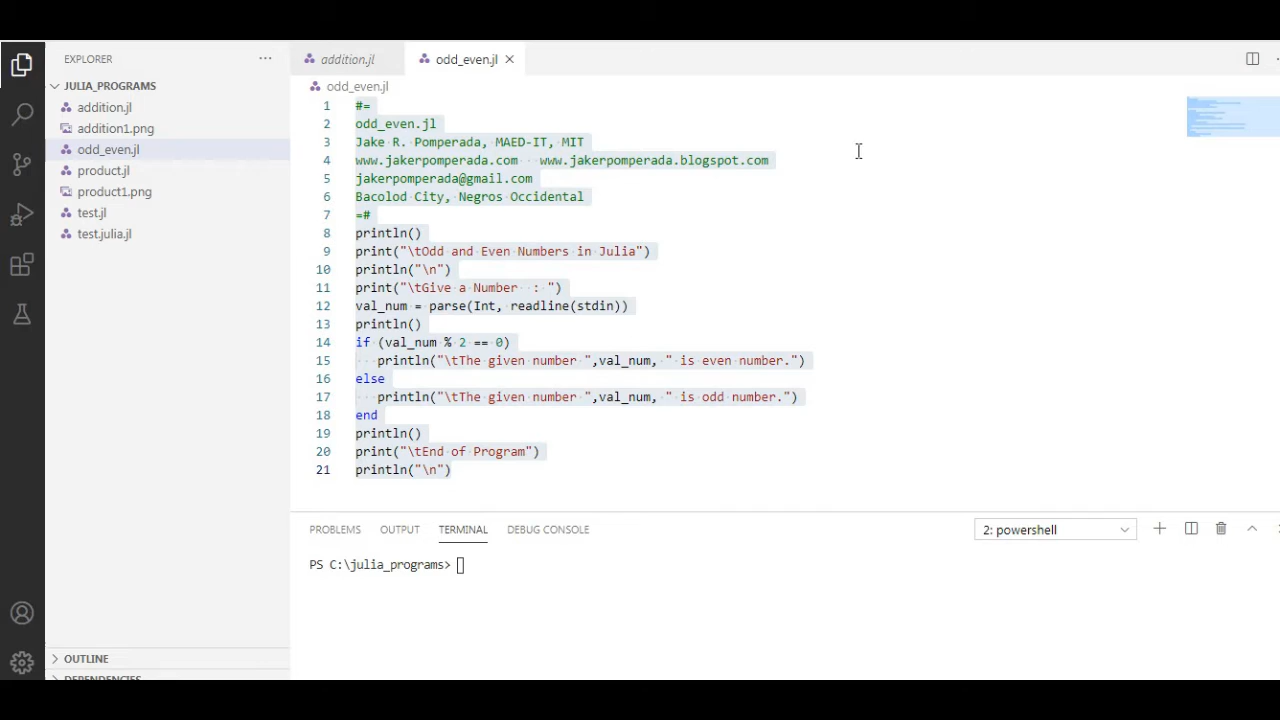 EXPLORER
JULIA_PROGRAMS
addition.jl
addition1.png
odd_even.jl
product.jl
product1.png
test.jl
test.julia.jl
OUTLINE
addition.jl
odd_even.jl
odd_even.jl
1 #=
2 odd_even.jl
3 Jake R. Pomperada, MAED-IT, MIT
4 www.jakerpomperada.com   www.jakerpomperada.blogspot.com
5 jakerpomperada@gmail.com
6 Bacolod City, Negros Occidental
7 =#
8 println()
9 print("\tOdd and Even Numbers in Julia")
10 println("\n")
11 print("\tGive a Number  : ")
12 val_num = parse(Int, readline(stdin))
13 println()
14 if (val_num % 2 == 0)
15    println("\tThe given number ",val_num, " is even number.")
16 else
17    println("\tThe given number ",val_num, " is odd number.")
18 end
19 println()
20 print("\tEnd of Program")
21 println("\n")
PROBLEMS OUTPUT TERMINAL DEBUG CONSOLE
2: powershell
PS C:\julia_programs>